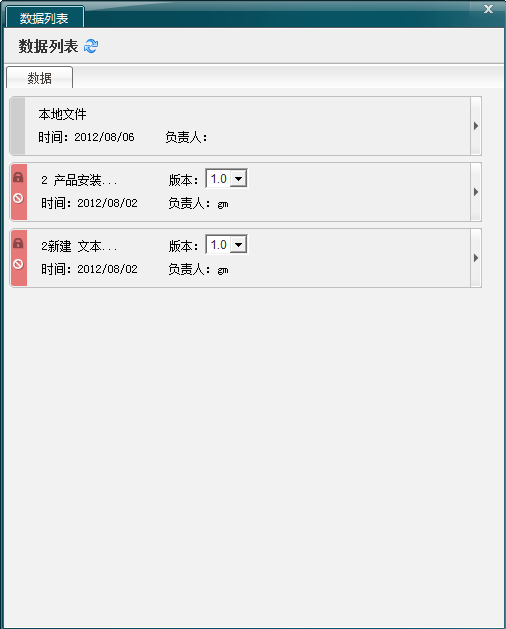 数据列表
数据列表
数据
本地文件
时间：2012/08/06 负责人：
2 产品安装... 版本：1.0
时间：2012/08/02 负责人：gm
2新建 文本... 版本：1.0
时间：2012/08/02 负责人：gm